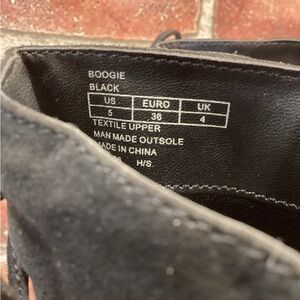 BOOGIE
BLACK
US EURO UK
5 36 4
TEXTILE UPPER
MAN MADE OUTSOLE
MADE IN CHINA
H/S